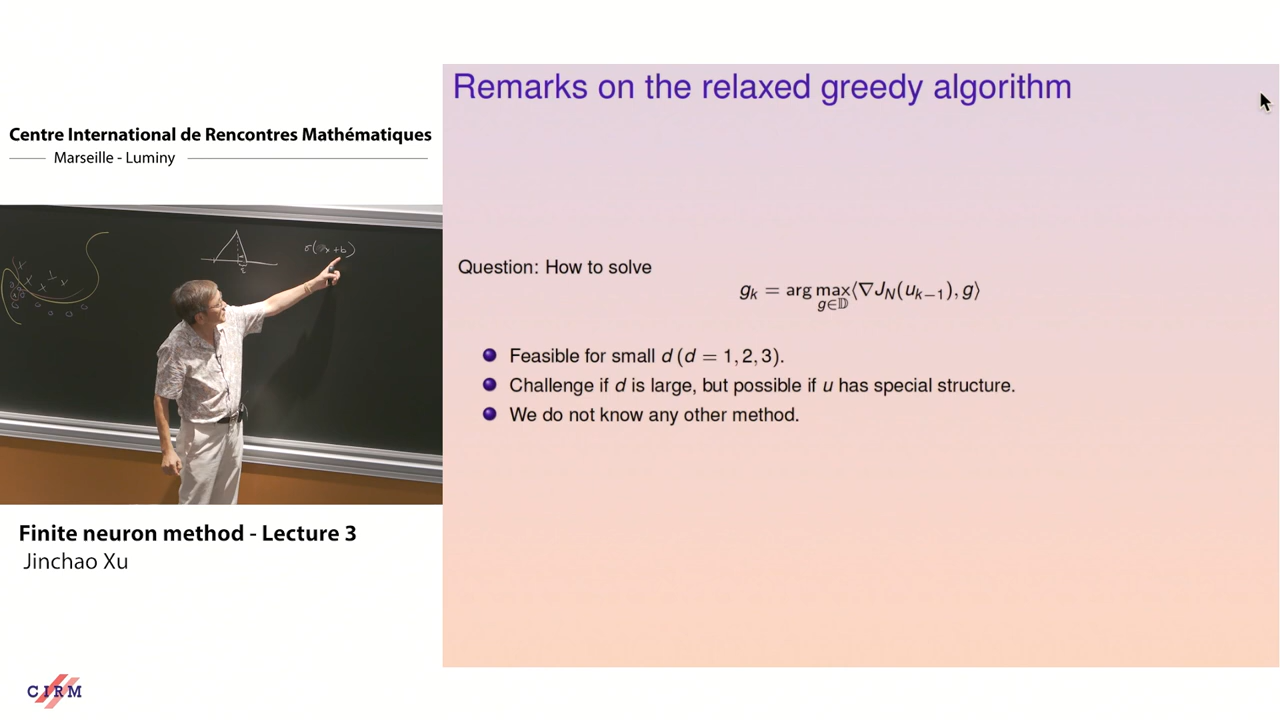 Centre International de Rencontres Mathématiques
Marseille - Luminy
σ( x+b)
Finite neuron method - Lecture 3
Jinchao Xu
CIRM
Remarks on the relaxed greedy algorithm
Question: How to solve
g_k = arg max_{g∈𝔻} ⟨∇J_N(u_{k−1}), g⟩
Feasible for small d (d = 1, 2, 3).
Challenge if d is large, but possible if u has special structure.
We do not know any other method.